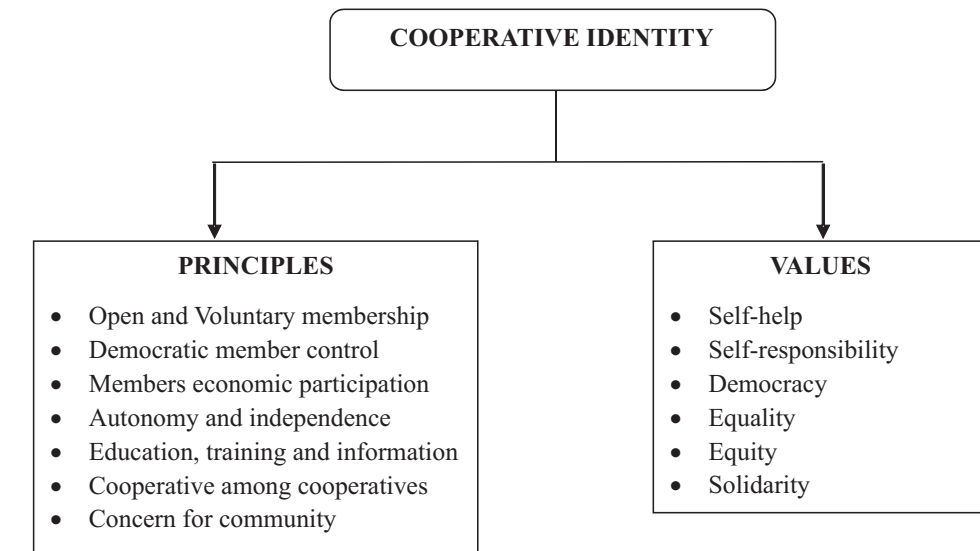 COOPERATIVE IDENTITY
PRINCIPLES
• Open and Voluntary membership
• Democratic member control
• Members economic participation
• Autonomy and independence
• Education, training and information
• Cooperative among cooperatives
• Concern for community
VALUES
• Self-help
• Self-responsibility
• Democracy
• Equality
• Equity
• Solidarity